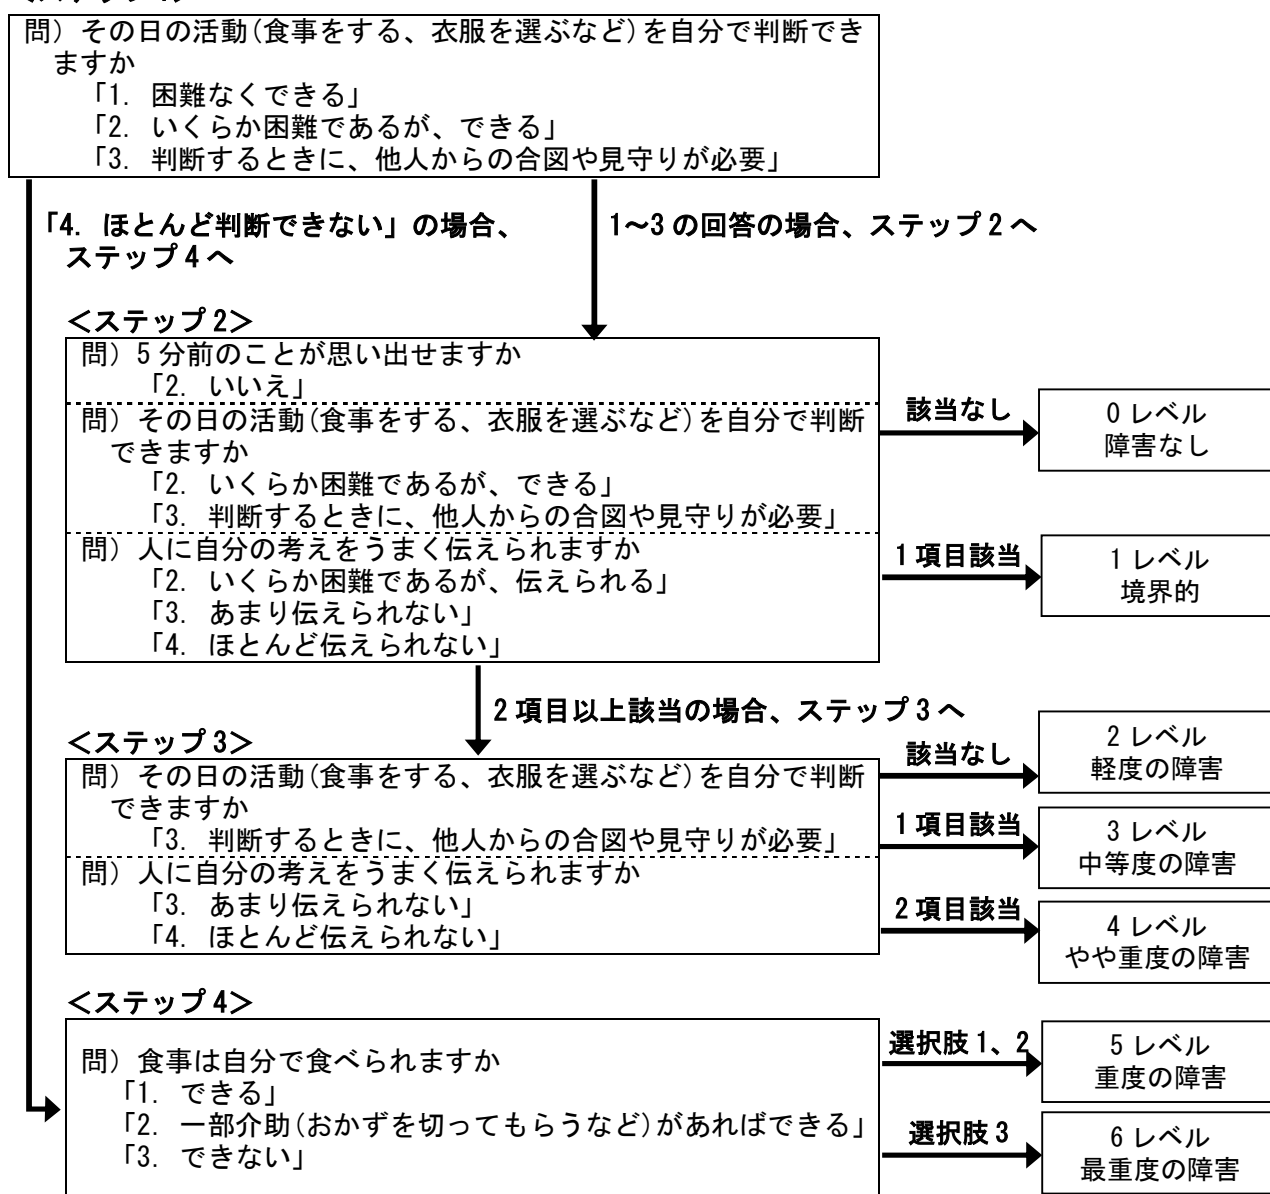 問) その日の活動(食事をする、衣服を選ぶなど)を自分で判断でき
ますか
「1. 困難なくできる」
「2. いくらか困難であるが、できる」
「3. 判断するときに、他人からの合図や見守りが必要」
「4. ほとんど判断できない」の場合、
ステップ4へ
1～3の回答の場合、ステップ2へ
＜ステップ2＞
問) 5分前のことが思い出せますか
「2. いいえ」
問) その日の活動(食事をする、衣服を選ぶなど)を自分で判断
できますか
「2. いくらか困難であるが、できる」
「3. 判断するときに、他人からの合図や見守りが必要」
問) 人に自分の考えをうまく伝えられますか
「2. いくらか困難であるが、伝えられる」
「3. あまり伝えられない」
「4. ほとんど伝えられない」
該当なし
0レベル
障害なし
1項目該当
1レベル
境界的
2項目以上該当の場合、ステップ3へ
＜ステップ3＞
問) その日の活動(食事をする、衣服を選ぶなど)を自分で判断
できますか
「3. 判断するときに、他人からの合図や見守りが必要」
問) 人に自分の考えをうまく伝えられますか
「3. あまり伝えられない」
「4. ほとんど伝えられない」
該当なし
2レベル
軽度の障害
1項目該当
3レベル
中等度の障害
2項目該当
4レベル
やや重度の障害
＜ステップ4＞
問) 食事は自分で食べられますか
「1. できる」
「2. 一部介助(おかずを切ってもらうなど)があればできる」
「3. できない」
選択肢1、2
5レベル
重度の障害
選択肢3
6レベル
最重度の障害